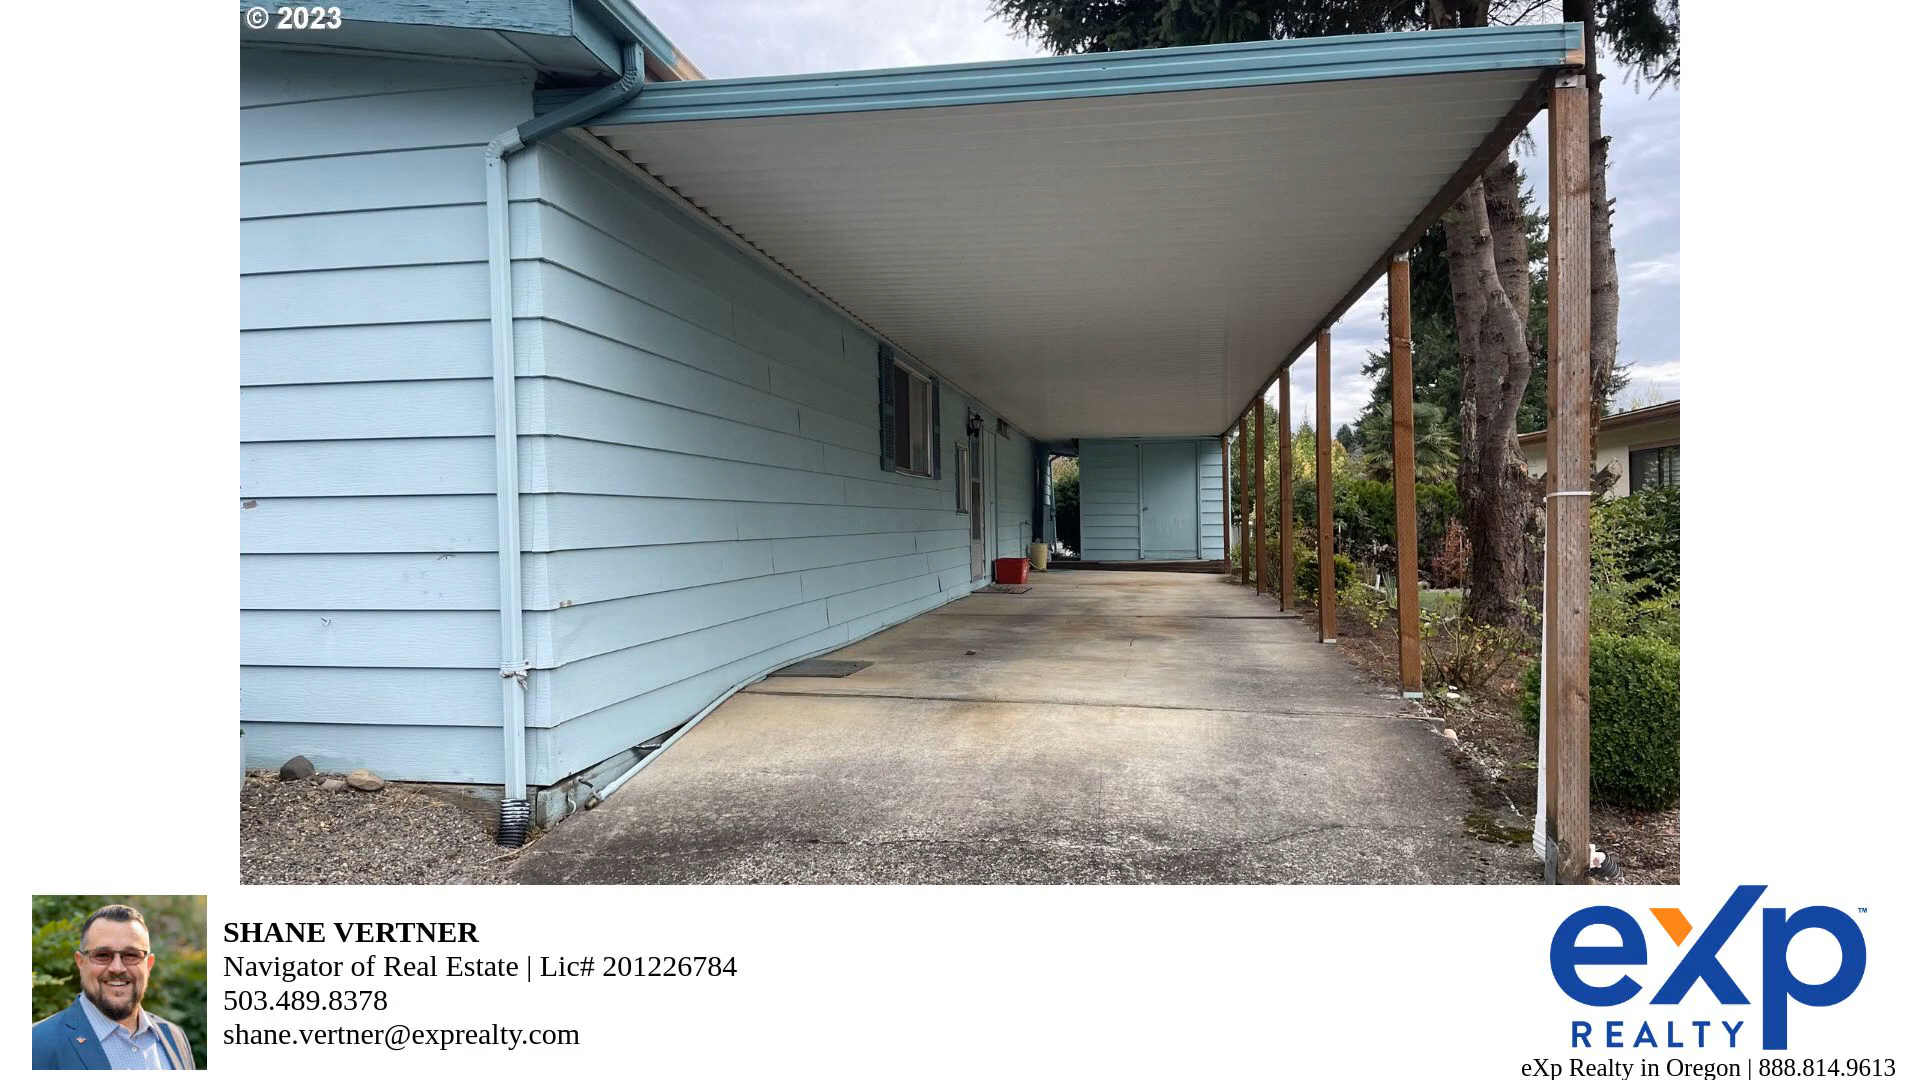 © 2023
SHANE VERTNER
Navigator of Real Estate | Lic# 201226784
503.489.8378
shane.vertner@exprealty.com
eXp ™
REALTY
eXp Realty in Oregon | 888.814.9613